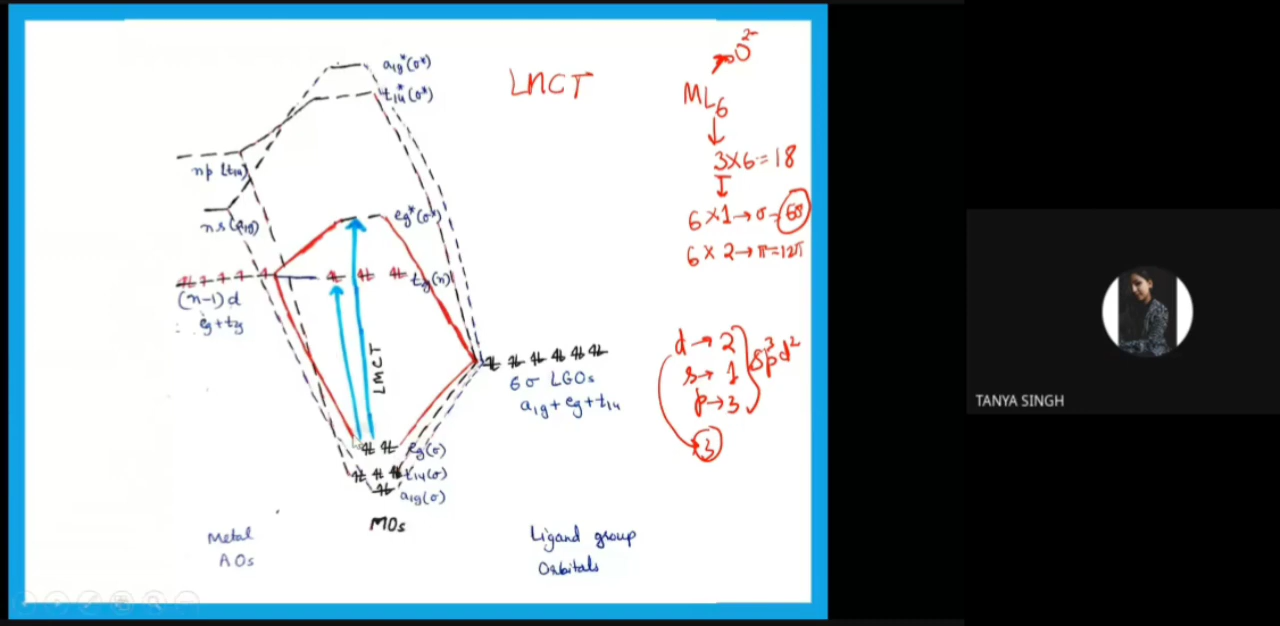 a1g*(σ*)
t1u*(σ*)
np (t1u)
ns (a1g)
eg*(σ*)
(n)
(n-1)d
eg+t2g
LMCT
6σ LGOs
a1g + eg + t1u
eg(σ)
t1u(σ)
a1g(σ)
MOs
Metal
AOs
Ligand group
Orbitals
LMCT
O2-
ML6
3×6=18
6×1→σ-6σ
6×2→π=12π
d→2
s→1
p→3
sp3d2
3
TANYA SINGH